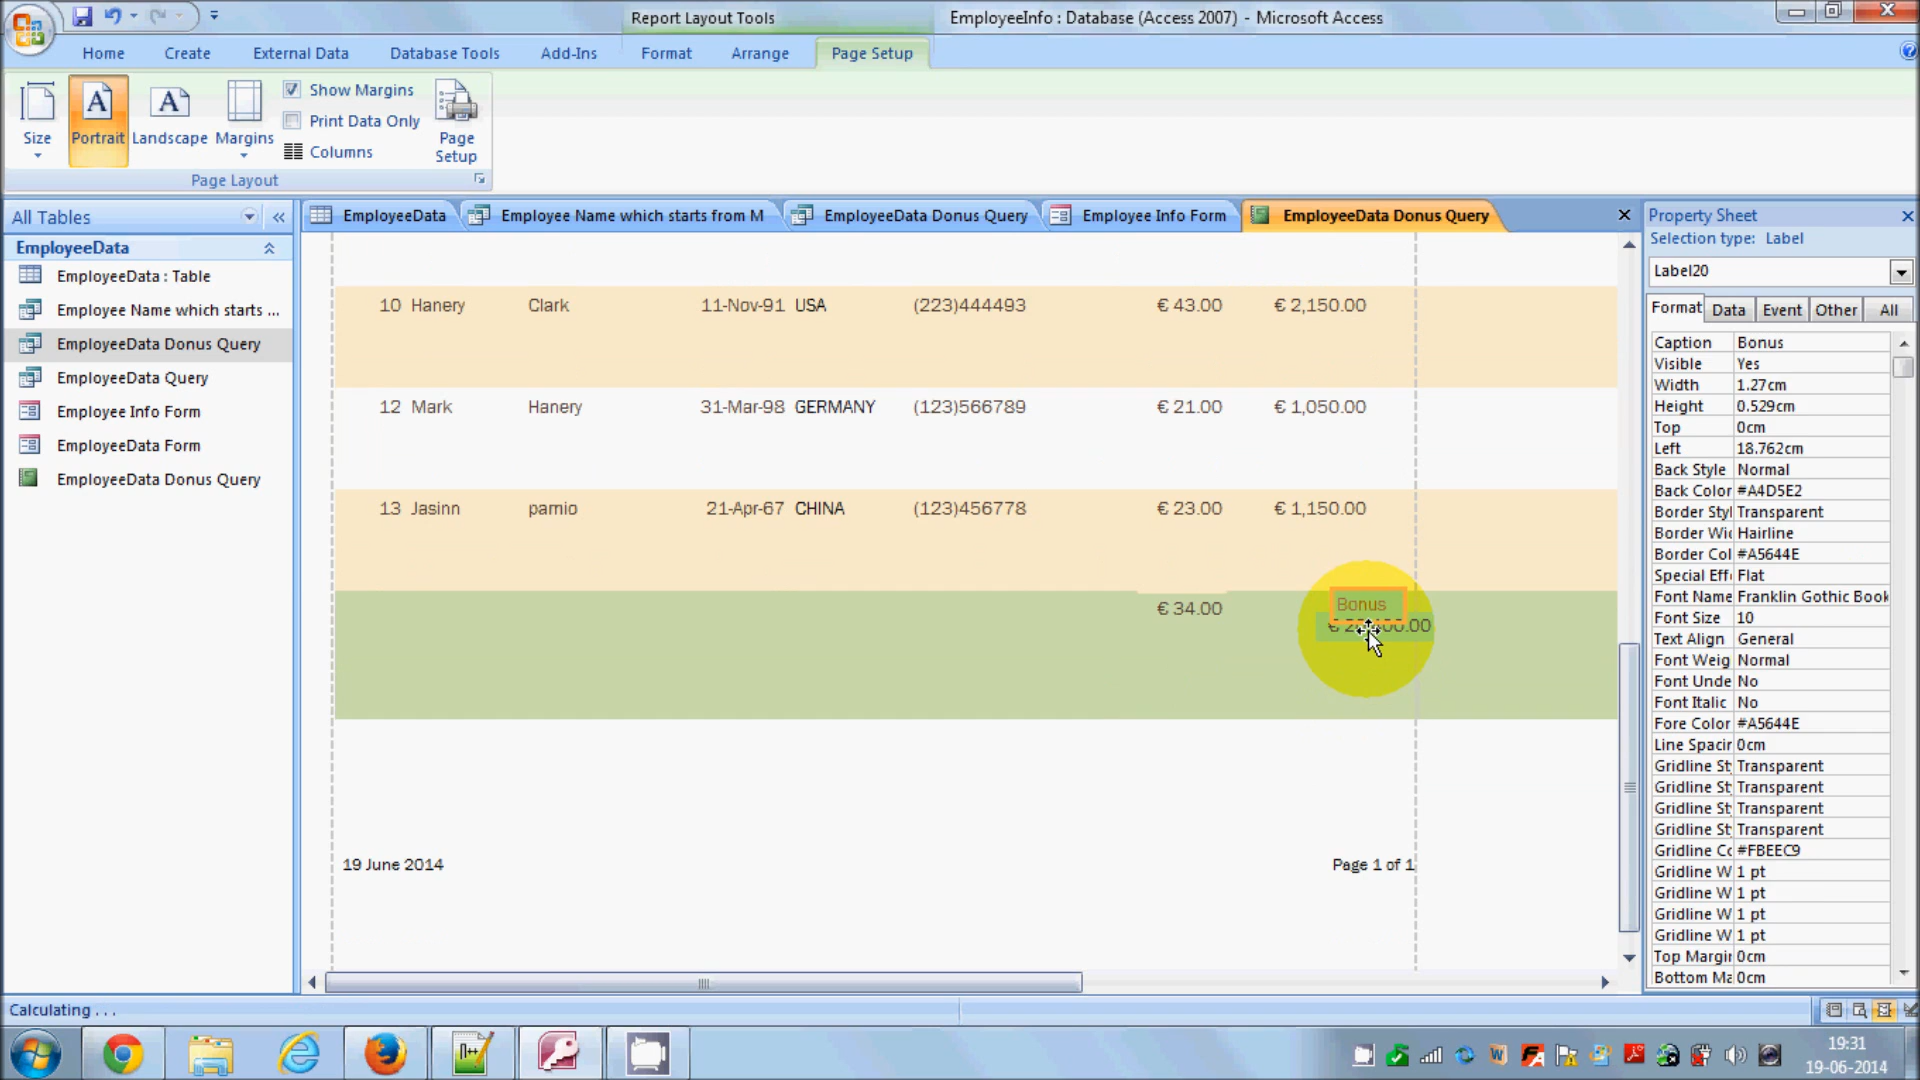 Report Layout Tools
EmployeeInfo : Database (Access 2007) - Microsoft Access
Home Create External Data Database Tools Add-Ins Format Arrange Page Setup
Size
Portrait
Landscape
Margins
Show Margins
Print Data Only
Columns
Page Setup
Page Layout
All Tables
EmployeeData
EmployeeData : Table
Employee Name which starts ...
EmployeeData Donus Query
EmployeeData Query
Employee Info Form
EmployeeData Form
EmployeeData Donus Query
EmployeeData Employee Name which starts from M EmployeeData Donus Query Employee Info Form EmployeeData Donus Query
10 Hanery Clark 11-Nov-91 USA (223)444493 € 43.00 € 2,150.00
12 Mark Hanery 31-Mar-98 GERMANY (123)566789 € 21.00 € 1,050.00
13 Jasinn pamio 21-Apr-67 CHINA (123)456778 € 23.00 € 1,150.00
€ 34.00
Bonus
19 June 2014 Page 1 of 1
Property Sheet
Selection type: Label
Label20
Format Data Event Other All
Caption Bonus
Visible Yes
Width 1.27cm
Height 0.529cm
Top 0cm
Left 18.762cm
Back Style Normal
Back Color #A4D5E2
Border Styl Transparent
Border Wid Hairline
Border Col #A5644E
Special Effe Flat
Font Name Franklin Gothic Book
Font Size 10
Text Align General
Font Weig Normal
Font Unde No
Font Italic No
Fore Color #A5644E
Line Spacin 0cm
Gridline St Transparent
Gridline St Transparent
Gridline St Transparent
Gridline St Transparent
Gridline Co #FBEEC9
Gridline W 1 pt
Gridline W 1 pt
Gridline W 1 pt
Gridline W 1 pt
Top Margin 0cm
Bottom Ma 0cm
Calculating . . .
19:31
19-06-2014